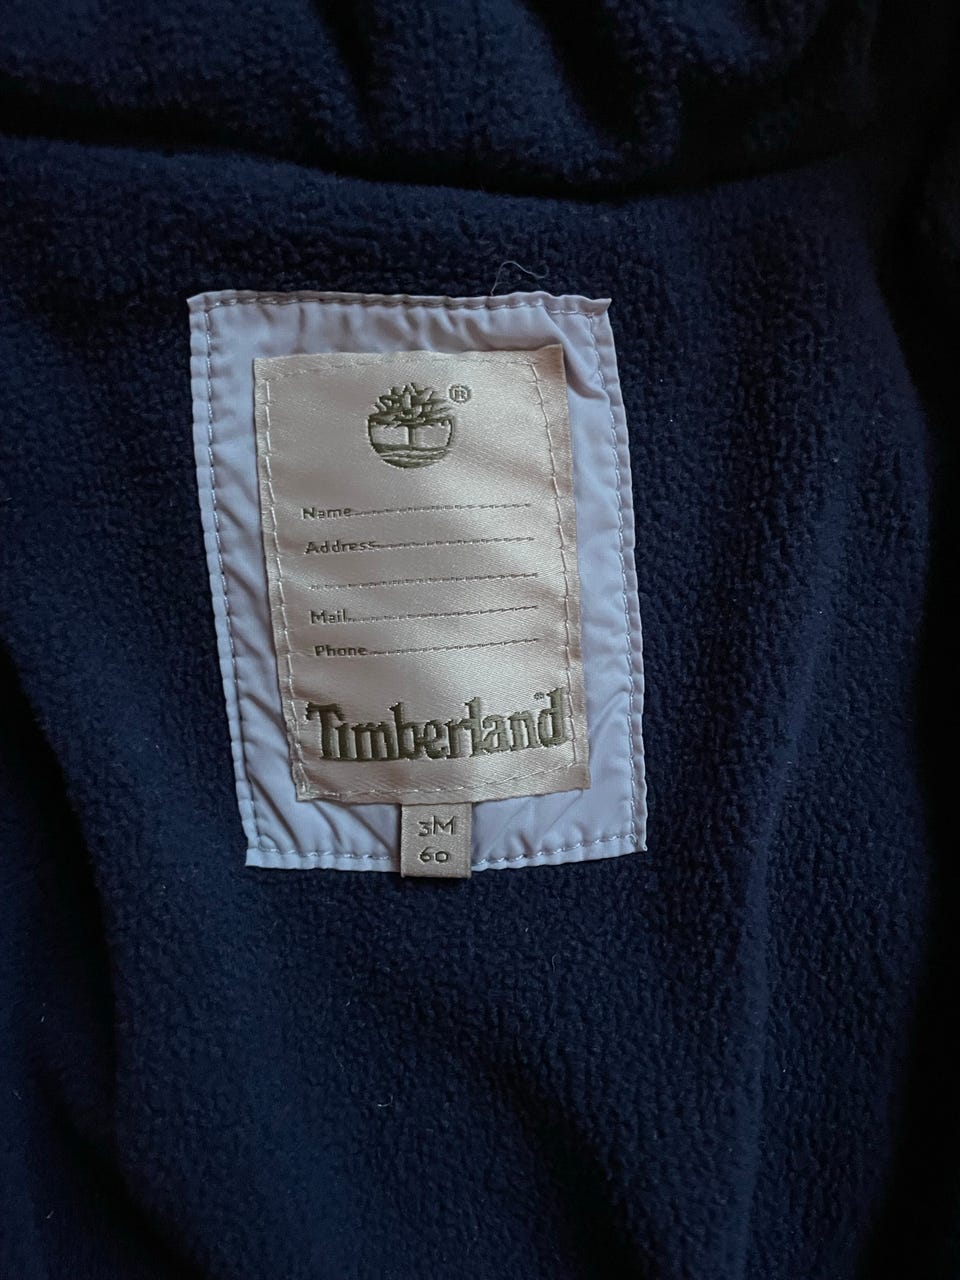 ®
Name
Address
Mail
Phone
Timberland®
3M
60